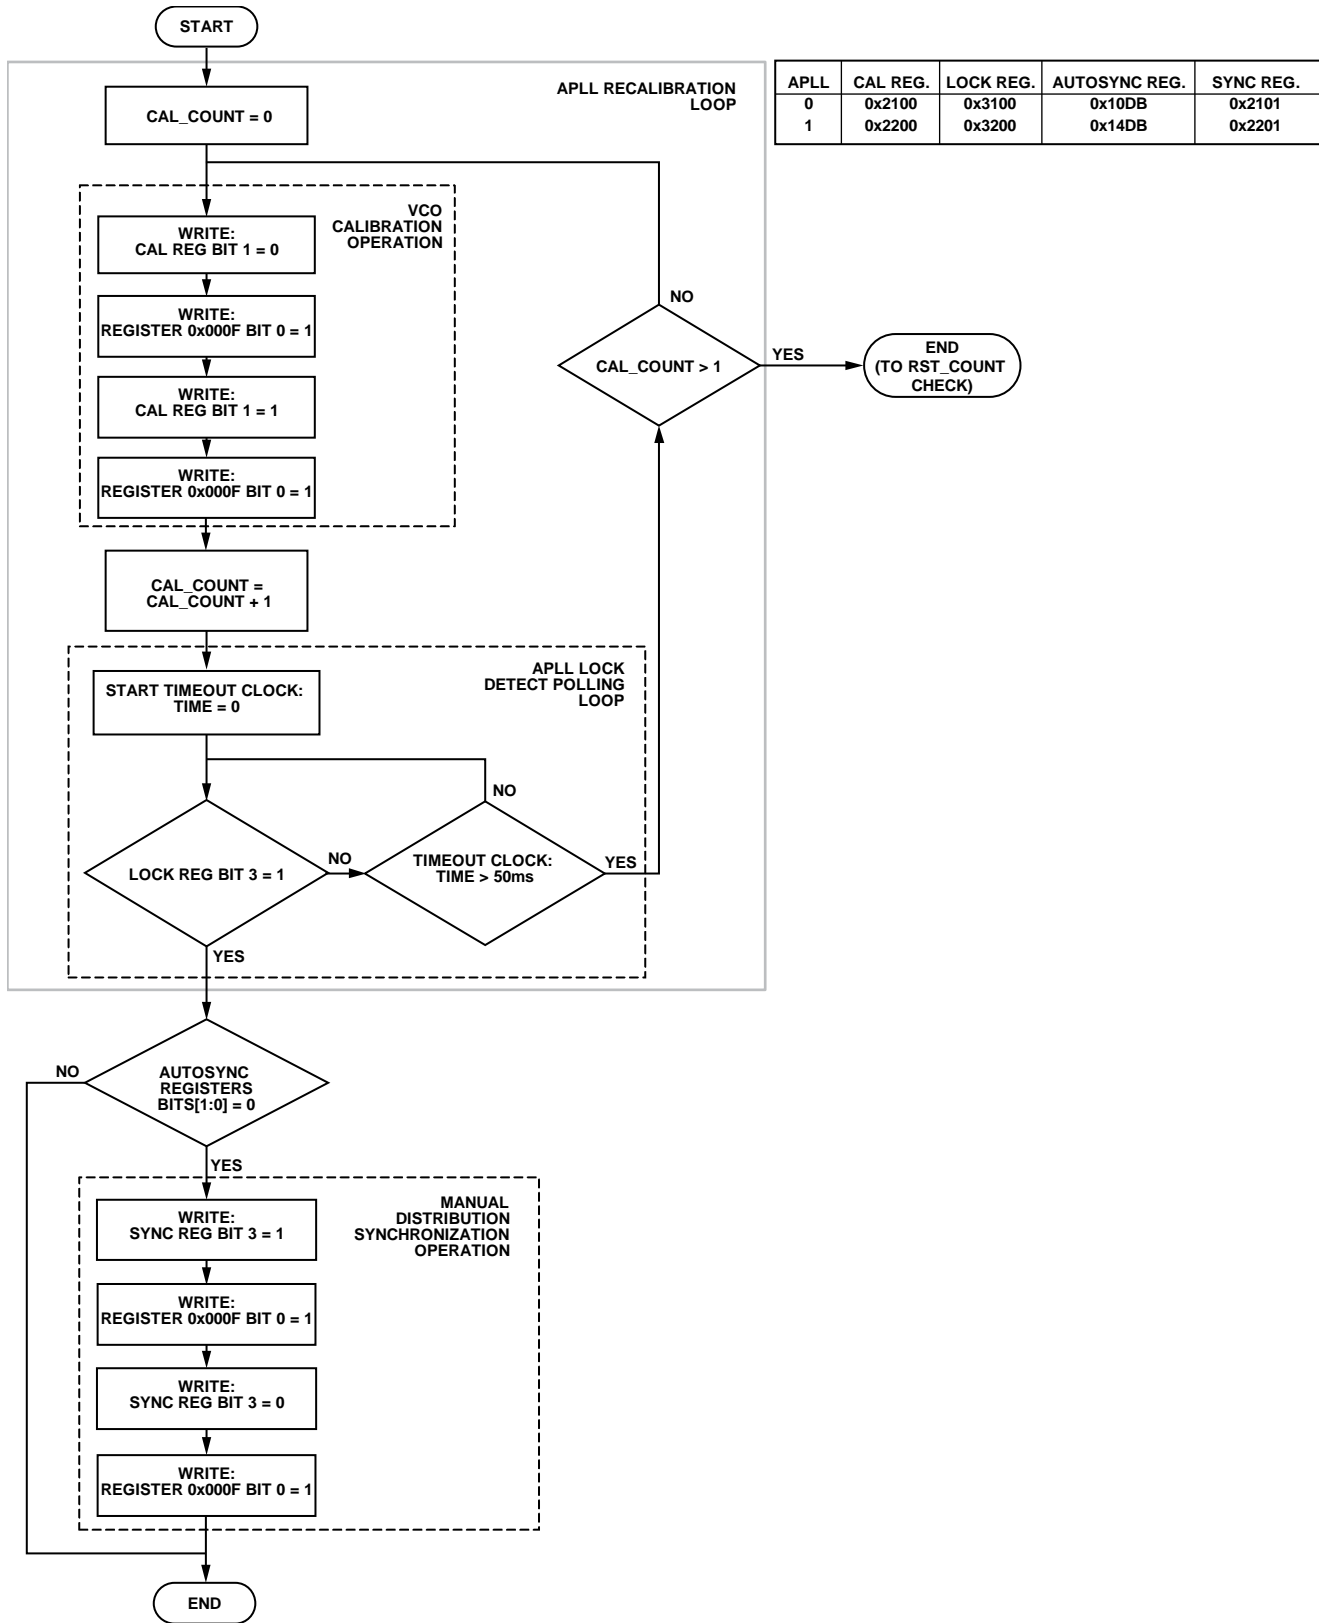 START
APLL RECALIBRATION
LOOP
CAL_COUNT = 0
APLL CAL REG. LOCK REG. AUTOSYNC REG. SYNC REG.
0 0x2100 0x3100 0x10DB 0x2101
1 0x2200 0x3200 0x14DB 0x2201
VCO
CALIBRATION
OPERATION
WRITE:
CAL REG BIT 1 = 0
WRITE:
REGISTER 0x000F BIT 0 = 1
WRITE:
CAL REG BIT 1 = 1
WRITE:
REGISTER 0x000F BIT 0 = 1
NO
CAL_COUNT > 1
YES
END
(TO RST_COUNT
CHECK)
CAL_COUNT =
CAL_COUNT + 1
APLL LOCK
DETECT POLLING
LOOP
START TIMEOUT CLOCK:
TIME = 0
NO
LOCK REG BIT 3 = 1
NO
TIMEOUT CLOCK:
TIME > 50ms
YES
YES
NO
AUTOSYNC
REGISTERS
BITS[1:0] = 0
YES
MANUAL
DISTRIBUTION
SYNCHRONIZATION
OPERATION
WRITE:
SYNC REG BIT 3 = 1
WRITE:
REGISTER 0x000F BIT 0 = 1
WRITE:
SYNC REG BIT 3 = 0
WRITE:
REGISTER 0x000F BIT 0 = 1
END